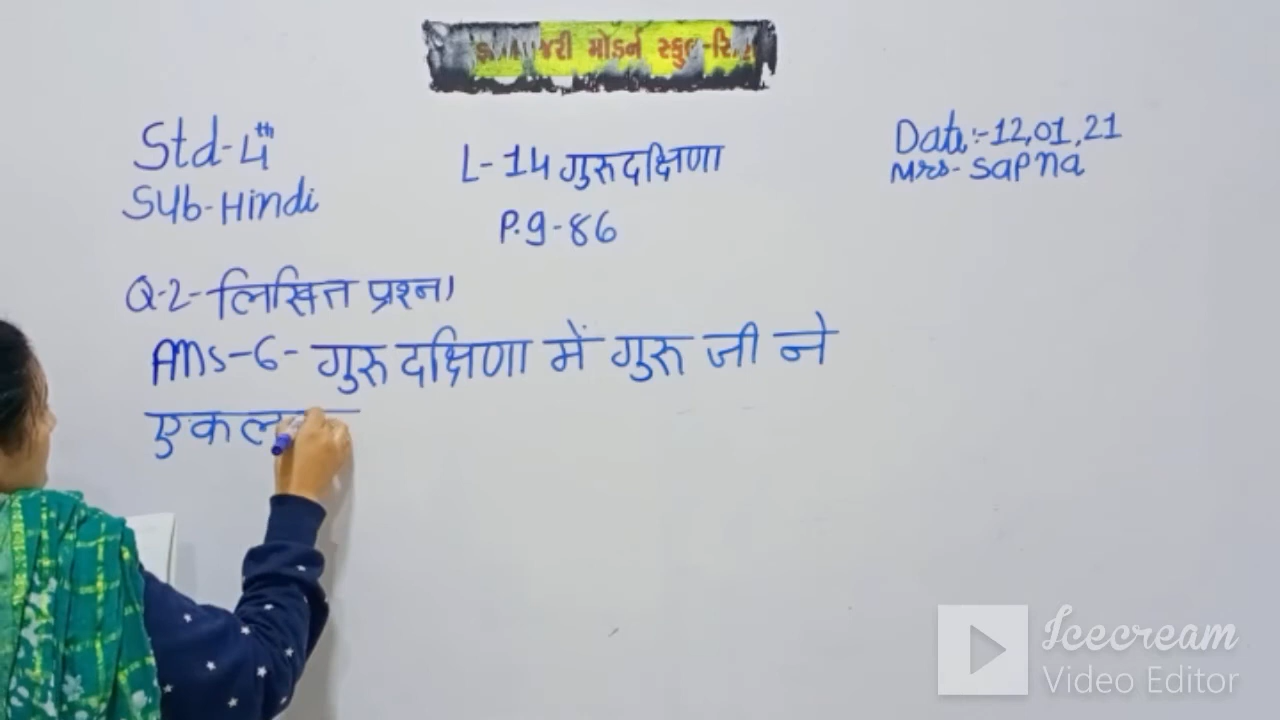 મોડર્ન સ્કુલ
Std-4th
Sub-Hindi
L-14 गुरुदक्षिणा
P.g-86
Date:-12,01,21
Mrs-Sapna
Q-2-लिखित प्रश्न।
Ans-6-गुरु दक्षिणा में गुरु जी ने
एकल
Icecream
Video Editor